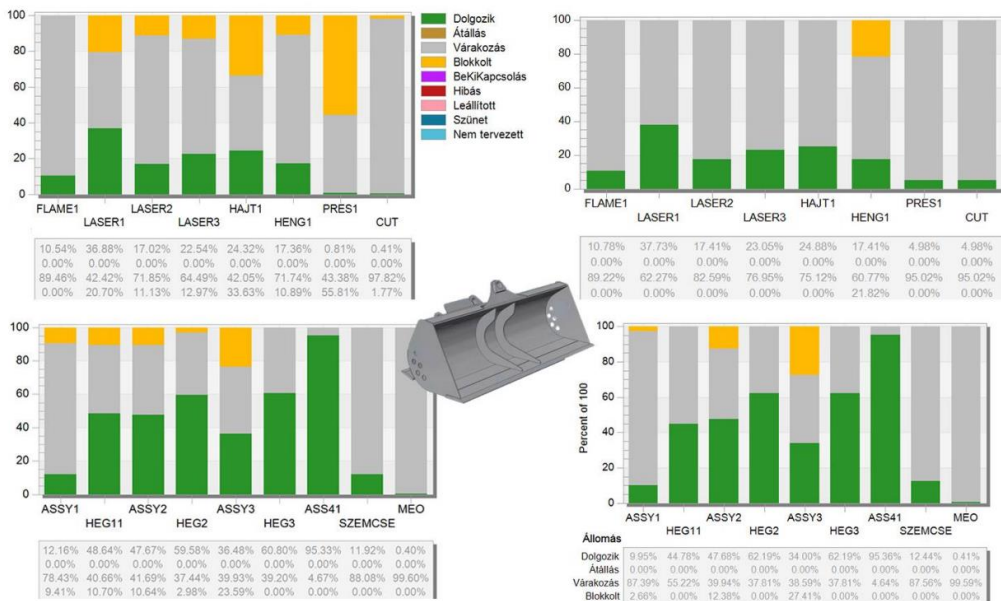 100
80
60
40
20
0
FLAME1 LASER2 HAJT1 PRES1
LASER1 LASER3 HENG1 CUT
10.54% 36.88% 17.02% 22.54% 24.32% 17.36% 0.81% 0.41%
0.00% 0.00% 0.00% 0.00% 0.00% 0.00% 0.00% 0.00%
89.46% 42.42% 71.85% 64.49% 42.05% 71.74% 43.38% 97.82%
0.00% 20.70% 11.13% 12.97% 33.63% 10.89% 55.81% 1.77%
Dolgozik
Átállás
Várakozás
Blokkolt
BeKiKapcsolás
Hibás
Leállított
Szünet
Nem tervezett
100
80
60
40
20
0
FLAME1 LASER2 HAJT1 PRES1
LASER1 LASER3 HENG1 CUT
10.78% 37.73% 17.41% 23.05% 24.88% 17.41% 4.98% 4.98%
0.00% 0.00% 0.00% 0.00% 0.00% 0.00% 0.00% 0.00%
89.22% 62.27% 82.59% 76.95% 75.12% 60.77% 95.02% 95.02%
0.00% 0.00% 0.00% 0.00% 0.00% 21.82% 0.00% 0.00%
100
80
60
40
20
0
ASSY1 ASSY2 ASSY3 ASS41 MEO
HEG11 HEG2 HEG3 SZEMCSE
12.16% 48.64% 47.67% 59.58% 36.48% 60.80% 95.33% 11.92% 0.40%
0.00% 0.00% 0.00% 0.00% 0.00% 0.00% 0.00% 0.00% 0.00%
78.43% 40.66% 41.69% 37.44% 39.93% 39.20% 4.67% 88.08% 99.60%
9.41% 10.70% 10.64% 2.98% 23.59% 0.00% 0.00% 0.00% 0.00%
Percent of 100
100
80
60
40
20
0
ASSY1 ASSY2 ASSY3 ASS41 MEO
HEG11 HEG2 HEG3 SZEMCSE
Állomás
Dolgozik 9.95% 44.78% 47.68% 62.19% 34.00% 62.19% 95.36% 12.44% 0.41%
Átállás 0.00% 0.00% 0.00% 0.00% 0.00% 0.00% 0.00% 0.00% 0.00%
Várakozás 87.39% 55.22% 39.94% 37.81% 38.59% 37.81% 4.64% 87.56% 99.59%
Blokkolt 2.66% 0.00% 12.38% 0.00% 27.41% 0.00% 0.00% 0.00% 0.00%